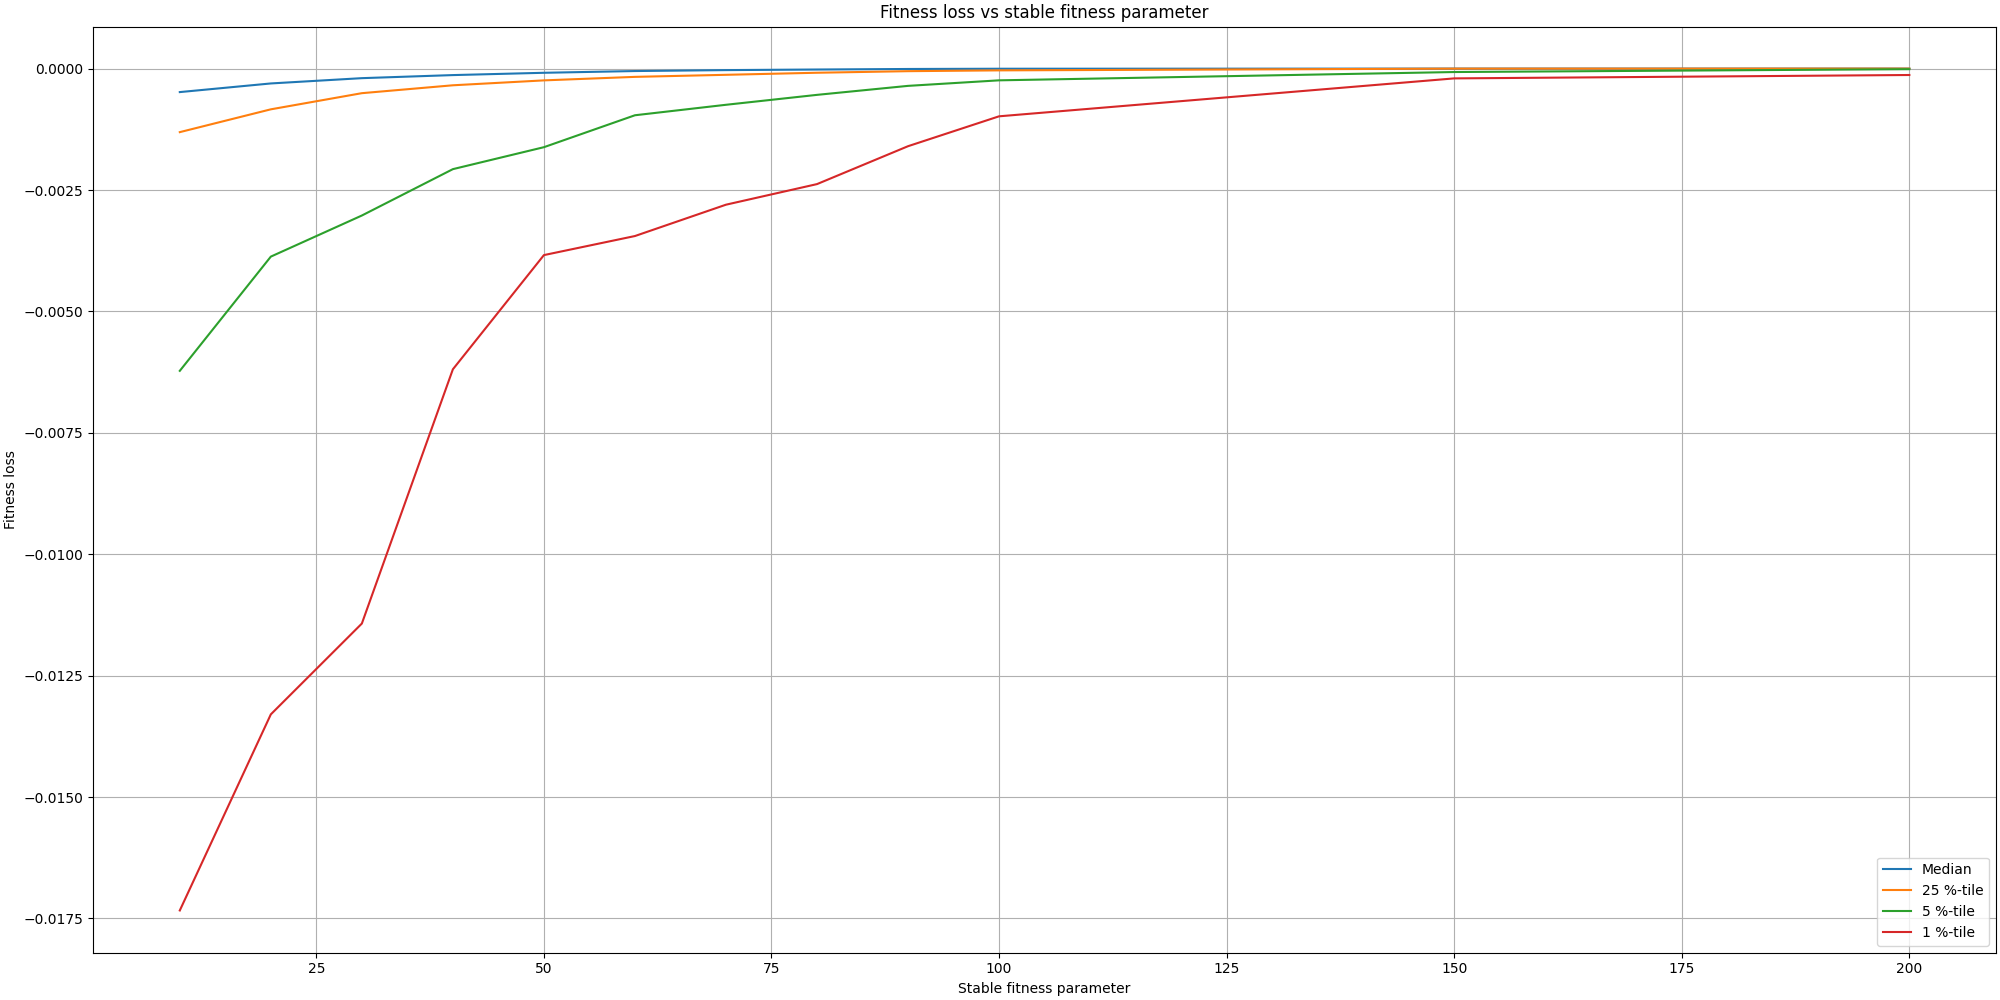 Fitness loss vs stable fitness parameter
0.0000
−0.0025
−0.0050
−0.0075
−0.0100
−0.0125
−0.0150
−0.0175
Fitness loss
25 50 75 100 125 150 175 200
Stable fitness parameter
Median
25 %-tile
5 %-tile
1 %-tile